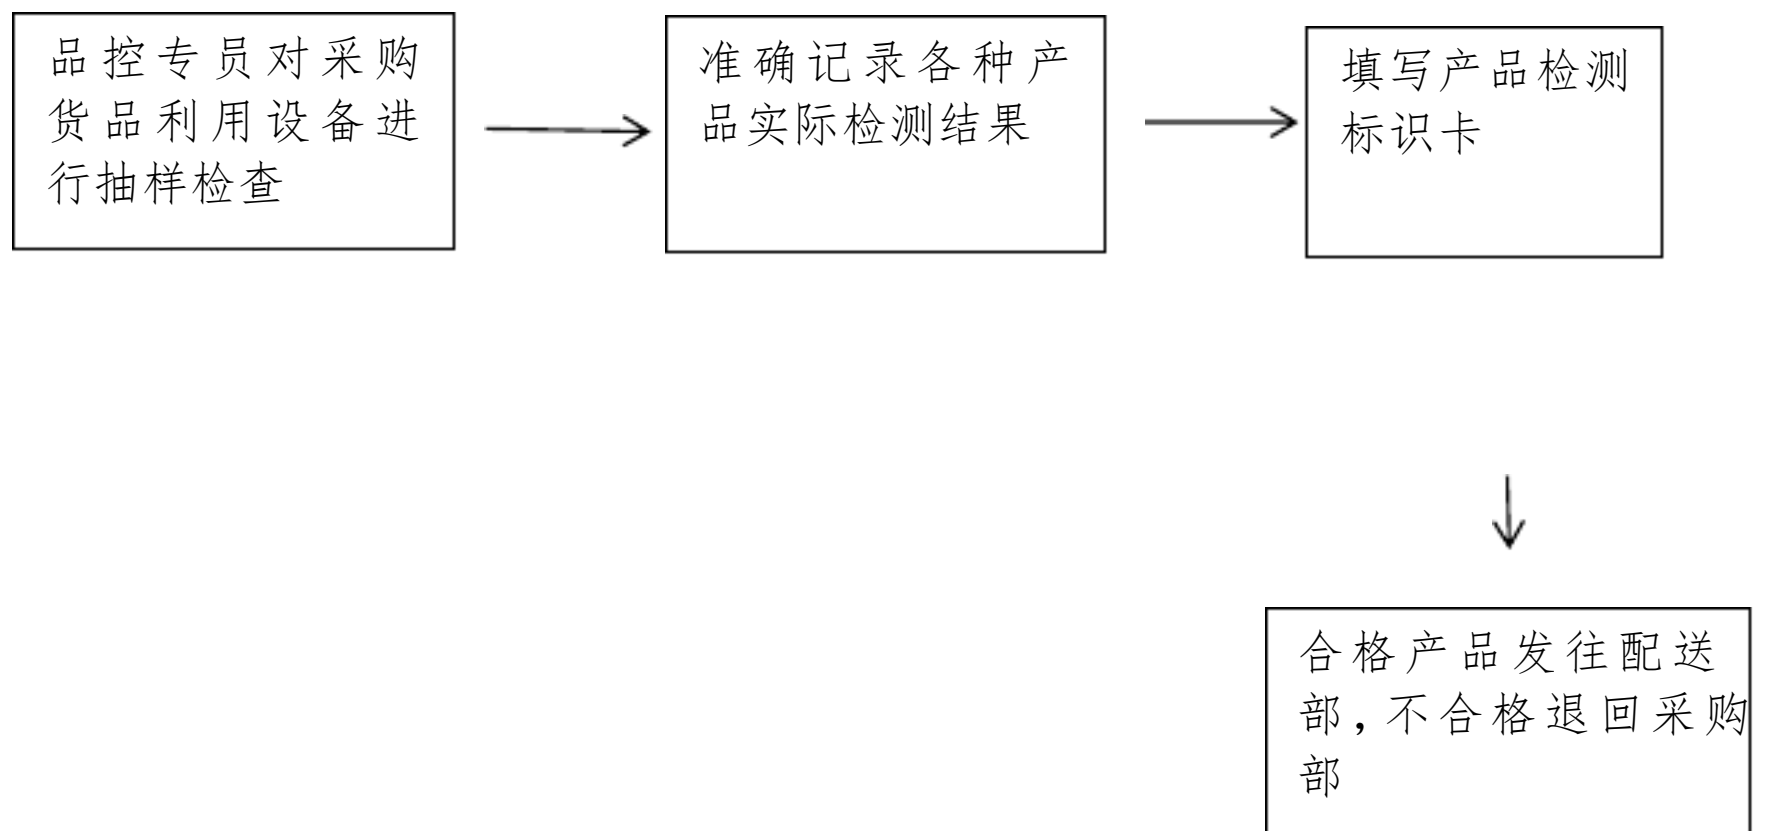 品控专员对采购
货品利用设备进
行抽样检查
准确记录各种产
品实际检测结果
填写产品检测
标识卡
合格产品发往配送
部,不合格退回采购
部